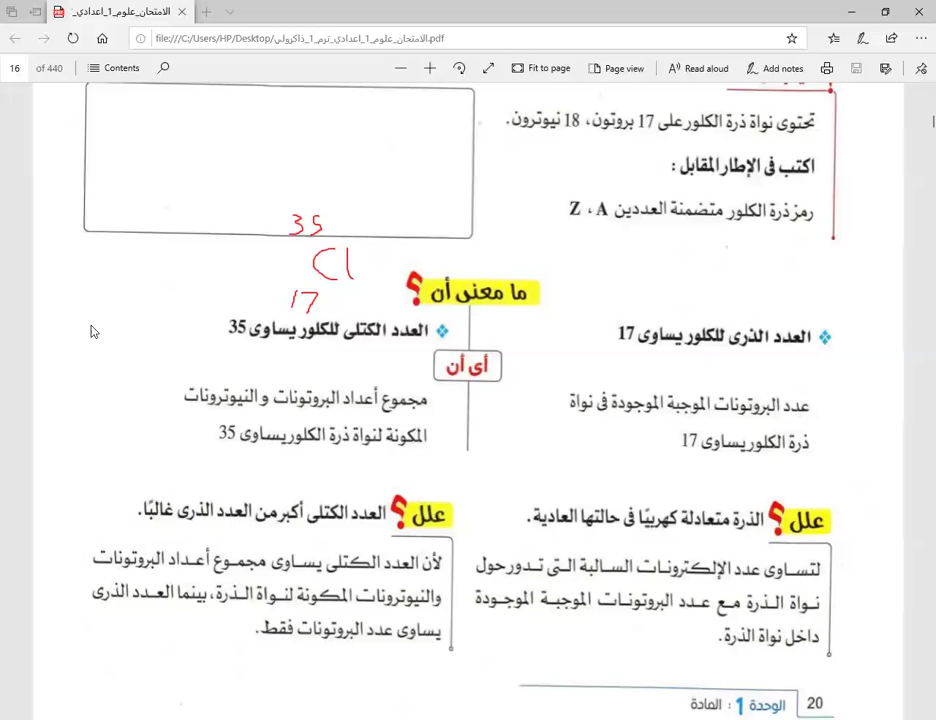 الامتحان_علوم_1_اعدادي_
file:///C:/Users/HP/Desktop/الامتحان_علوم_1_اعدادي_ترم_1_ذاكرولي.pdf
16 of 440 Contents Fit to page Page view Read aloud Add notes
تحتوى نواة ذرة الكلور على 17 بروتون، 18 نيوترون.
اكتب فى الإطار المقابل :
رمز ذرة الكلور متضمنة العددين Z ، A
35
Cl
17
ما معنى أن ؟
العدد الذرى للكلور يساوى 17
العدد الكتلى للكلور يساوى 35
أى أن
عدد البروتونات الموجبة الموجودة فى نواة
ذرة الكلور يساوى 17
مجموع أعداد البروتونات و النيوترونات
المكونة لنواة ذرة الكلور يساوى 35
علل ؟ الذرة متعادلة كهربيًا فى حالتها العادية.
لتساوى عدد الإلكترونات السالبة التى تدور حول
نواة الذرة مع عدد البروتونات الموجبة الموجودة
داخل نواة الذرة.
علل ؟ العدد الكتلى أكبر من العدد الذرى غالبًا.
لأن العدد الكتلى يساوى مجموع أعداد البروتونات
والنيوترونات المكونة لنواة الذرة، بينما العدد الذرى
يساوى عدد البروتونات فقط.
20 الوحدة 1 : المادة